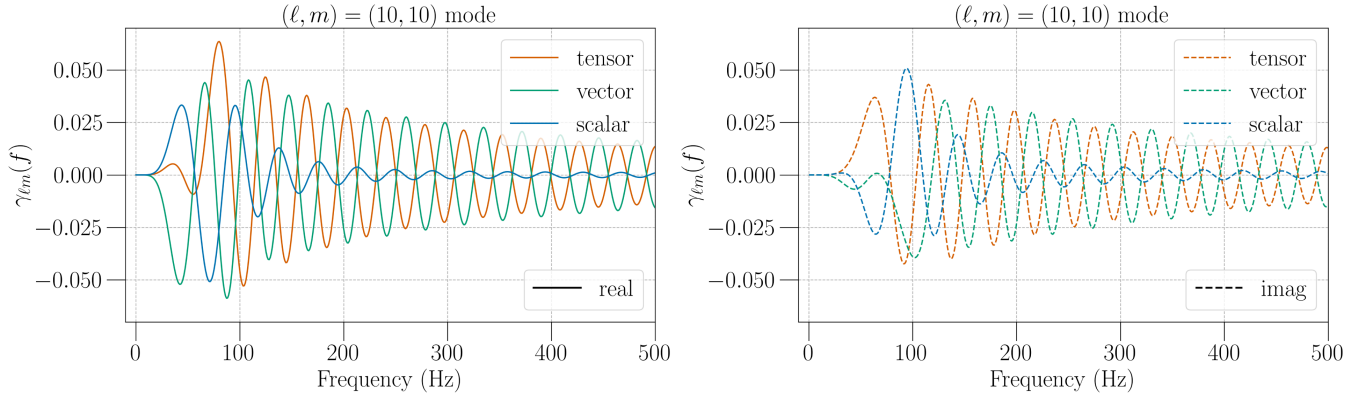 (ℓ, m) = (10, 10) mode
γℓm(f)
0.050
0.025
0.000
−0.025
−0.050
tensor
vector
scalar
real
0 100 200 300 400 500
Frequency (Hz)
(ℓ, m) = (10, 10) mode
γℓm(f)
0.050
0.025
0.000
−0.025
−0.050
tensor
vector
scalar
imag
0 100 200 300 400 500
Frequency (Hz)